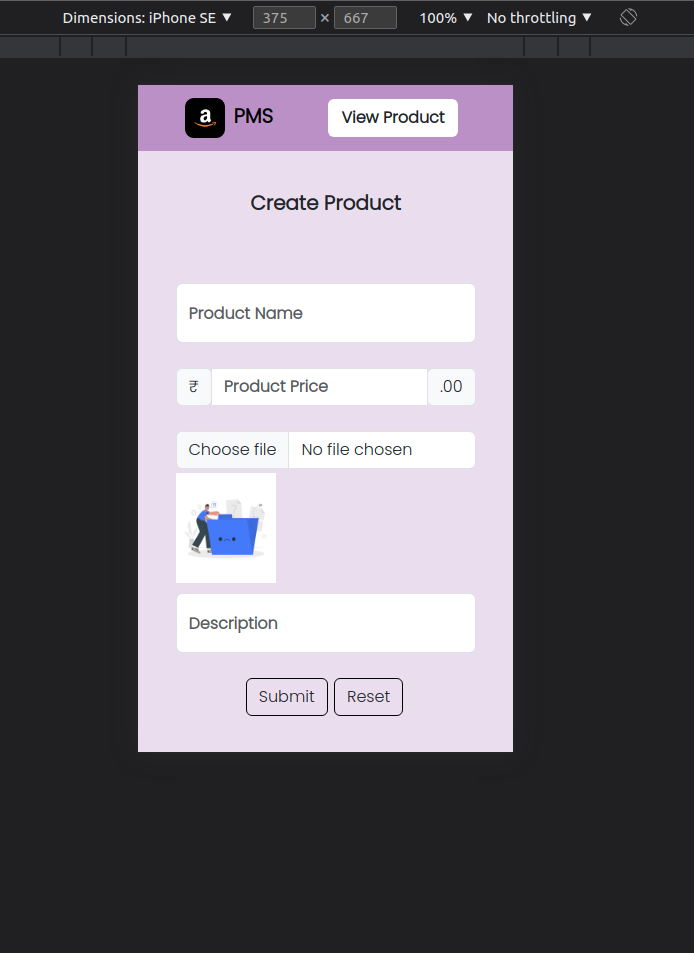 Dimensions: iPhone SE ▼ 375 × 667 100% ▼ No throttling ▼
a PMS View Product
Create Product
Product Name
₹ Product Price .00
Choose file No file chosen
Description
Submit Reset